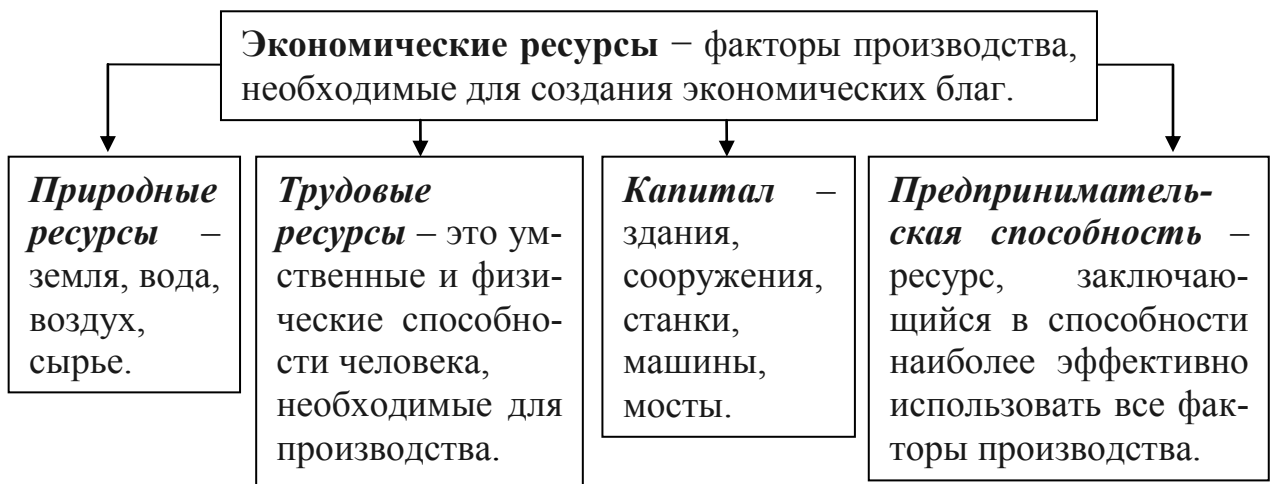 Экономические ресурсы − факторы производства,
необходимые для создания экономических благ.
Природные
ресурсы –
земля, вода,
воздух,
сырье.
Трудовые
ресурсы – это ум-
ственные и физи-
ческие способно-
сти человека,
необходимые для
производства.
Капитал –
здания,
сооружения,
станки,
машины,
мосты.
Предприниматель-
ская способность –
ресурс, заключаю-
щийся в способности
наиболее эффективно
использовать все фак-
торы производства.